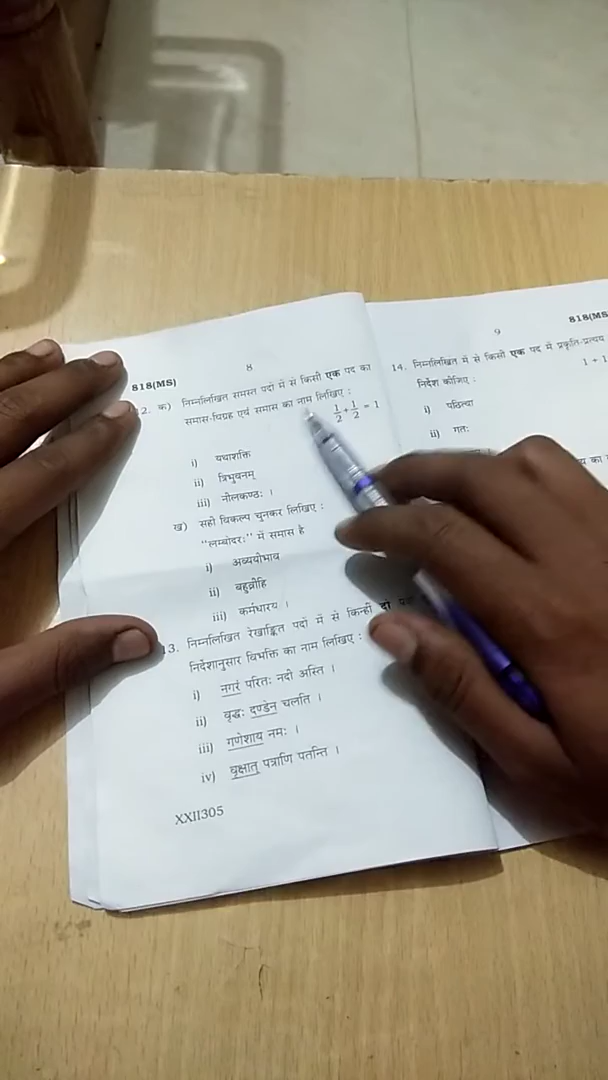 8
818(MS)
2. क) निम्नलिखित समस्त पदों में से किसी एक पद का
समास-विग्रह एवं समास का नाम लिखिए :
1/2 + 1/2 = 1
i) यथाशक्ति
ii) त्रिभुवनम्
iii) नीलकण्ठः ।
ख) सही विकल्प चुनकर लिखिए :
"लम्बोदरः" में समास है
i) अव्ययीभाव
ii) बहुव्रीहि
iii) कर्मधारय ।
13. निम्नलिखित रेखाङ्कित पदों में से किन्हीं दो
निर्देशानुसार विभक्ति का नाम लिखिए :
i) नगरं परितः नदी अस्ति ।
ii) वृद्धः दण्डेन चलति ।
iii) गणेशाय नमः ।
iv) वृक्षात् पत्राणि पतन्ति ।
XXII305
9
818(MS
14. निम्नलिखित में से किसी एक पद में प्रकृति-प्रत्यय
निर्देश कीजिए :
1 + 1
i) पठित्वा
ii) गतः